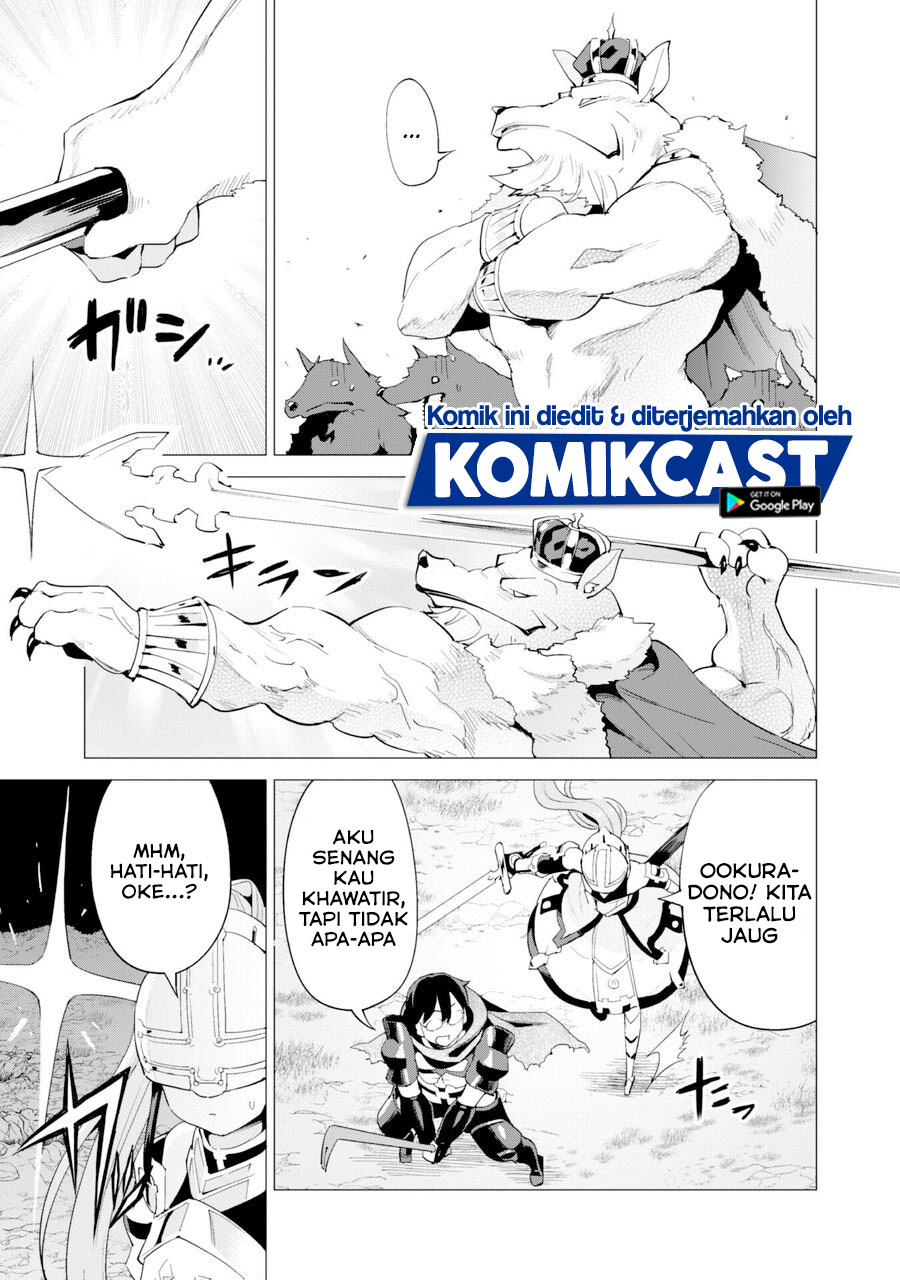 ...
ガシッ...
Komik ini diedit & diterjemahkan oleh
KOMIKCAST
GET IT ON
Google Play
キラン
OOKURA-
DONO! KITA
TERLALU
JAUG
AKU
SENANG
KAU
KHAWATIR,
TAPI TIDAK
APA-APA
MHM,
HATI-HATI,
OKE...?